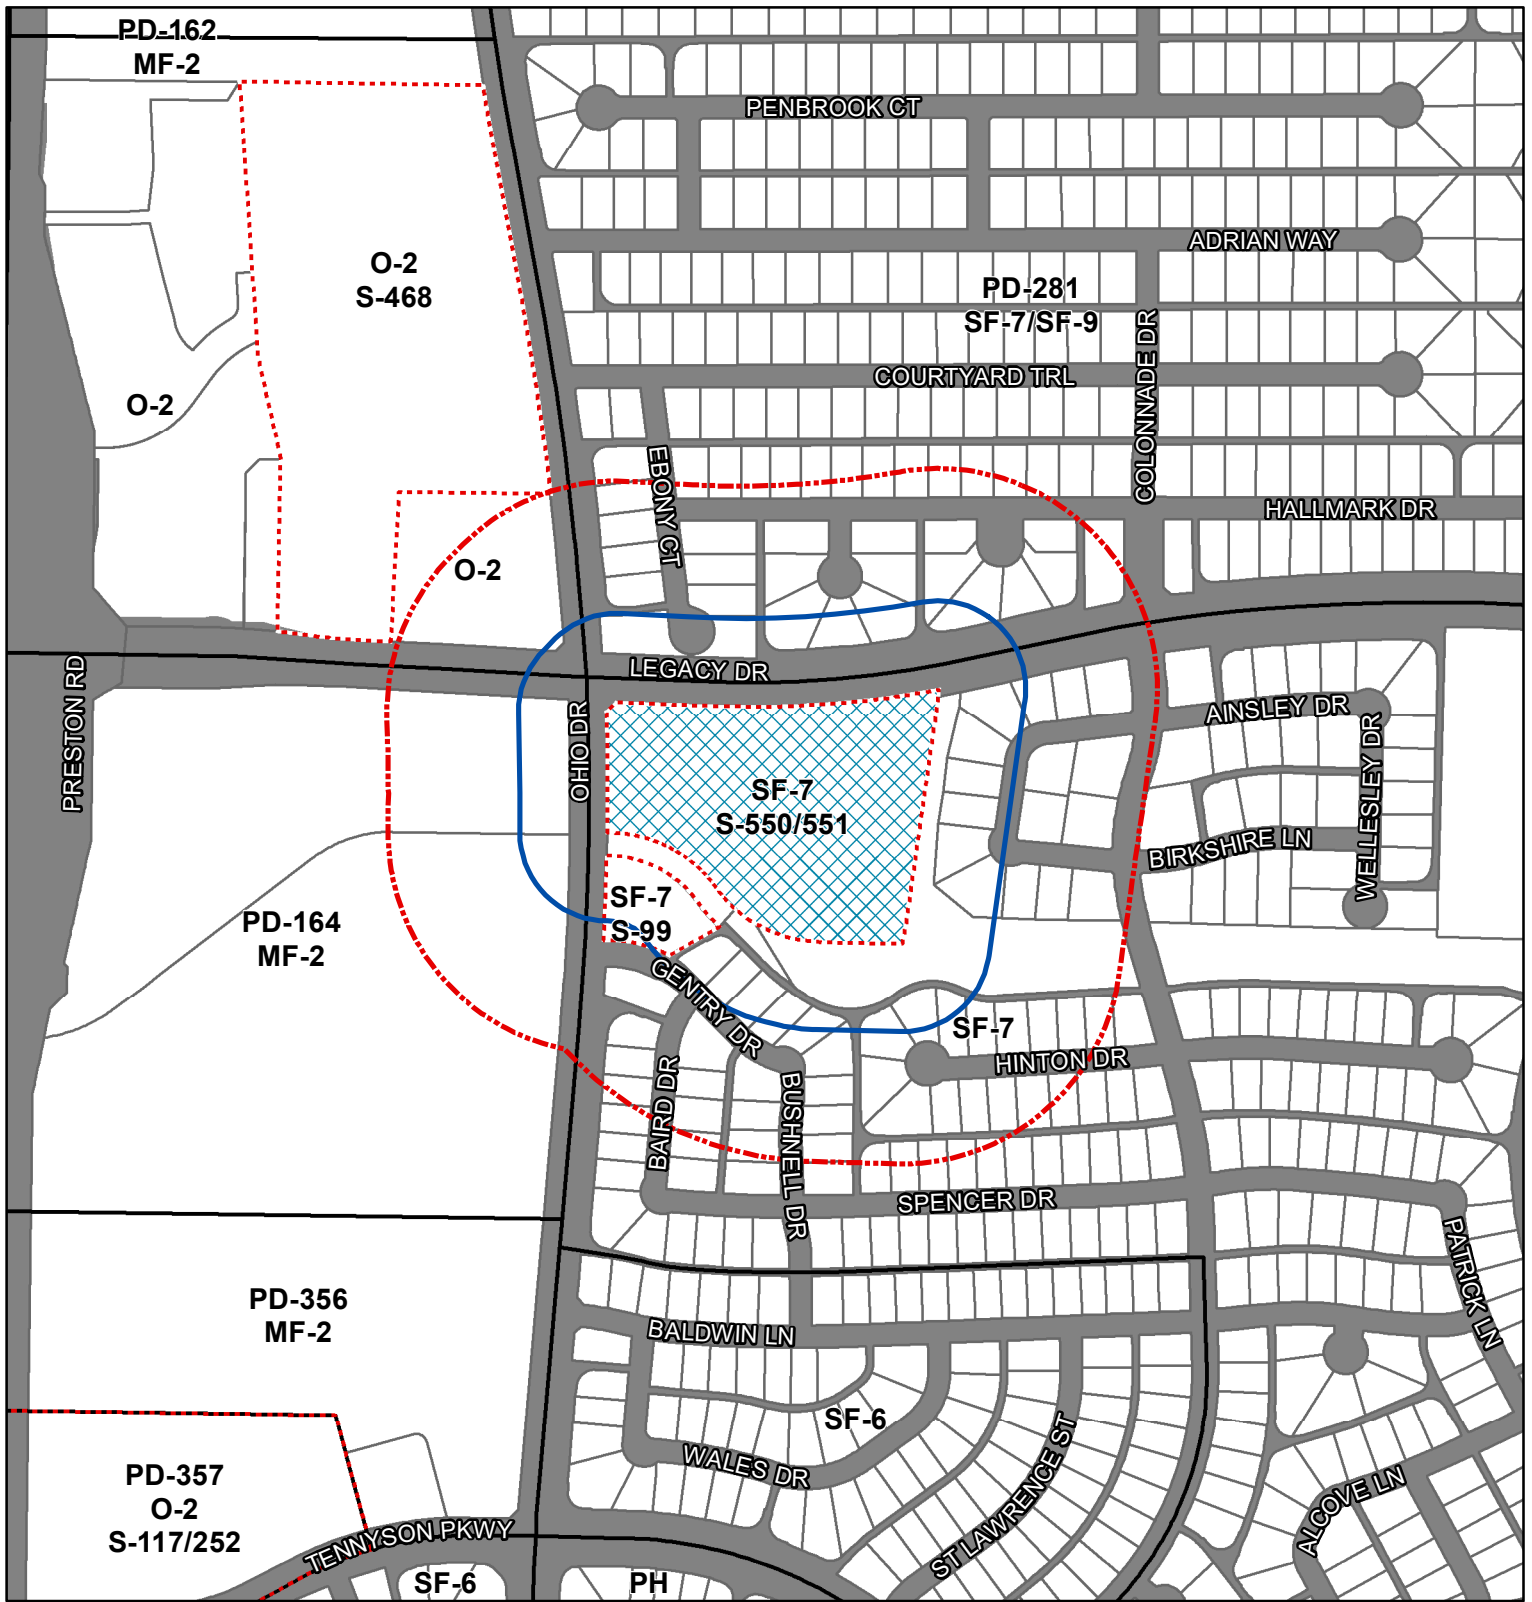 PD-162
MF-2
PENBROOK CT
ADRIAN WAY
O-2
S-468
PD-281
SF-7/SF-9
COURTYARD TRL
COLONNADE DR
O-2
EBONY CT
HALLMARK DR
O-2
LEGACY DR
PRESTON RD
OHIO DR
AINSLEY DR
WELLESLEY DR
SF-7
S-550/551
BIRKSHIRE LN
SF-7
S-99
PD-164
MF-2
GENTRY DR
SF-7
HINTON DR
BAIRD DR
BUSHNELL DR
SPENCER DR
PATRICK LN
PD-356
MF-2
BALDWIN LN
SF-6
WALES DR
ST LAWRENCE ST
ALCOVE LN
PD-357
O-2
S-117/252
TENNYSON PKWY
SF-6
PH